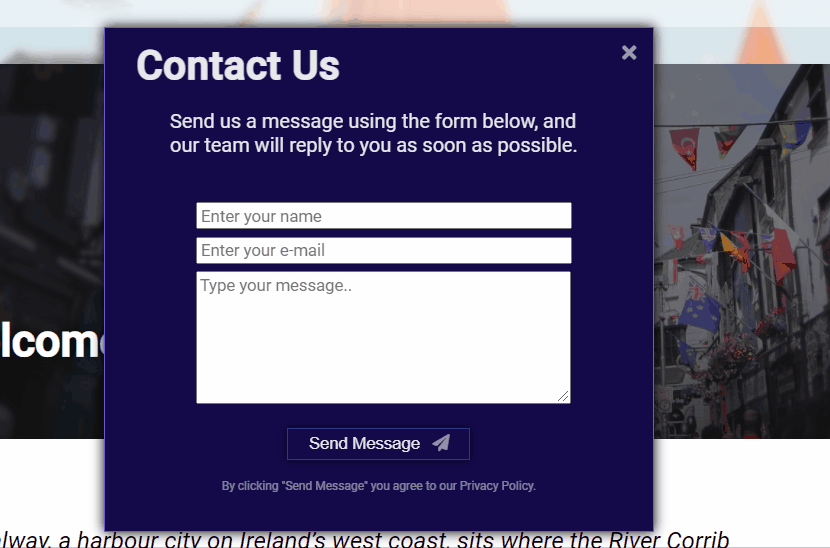 Contact Us
×
Send us a message using the form below, and
our team will reply to you as soon as possible.
Enter your name
Enter your e-mail
Type your message..
elcome
Send Message
By clicking "Send Message" you agree to our Privacy Policy.
alway, a harbour city on Ireland's west coast, sits where the River Corrib